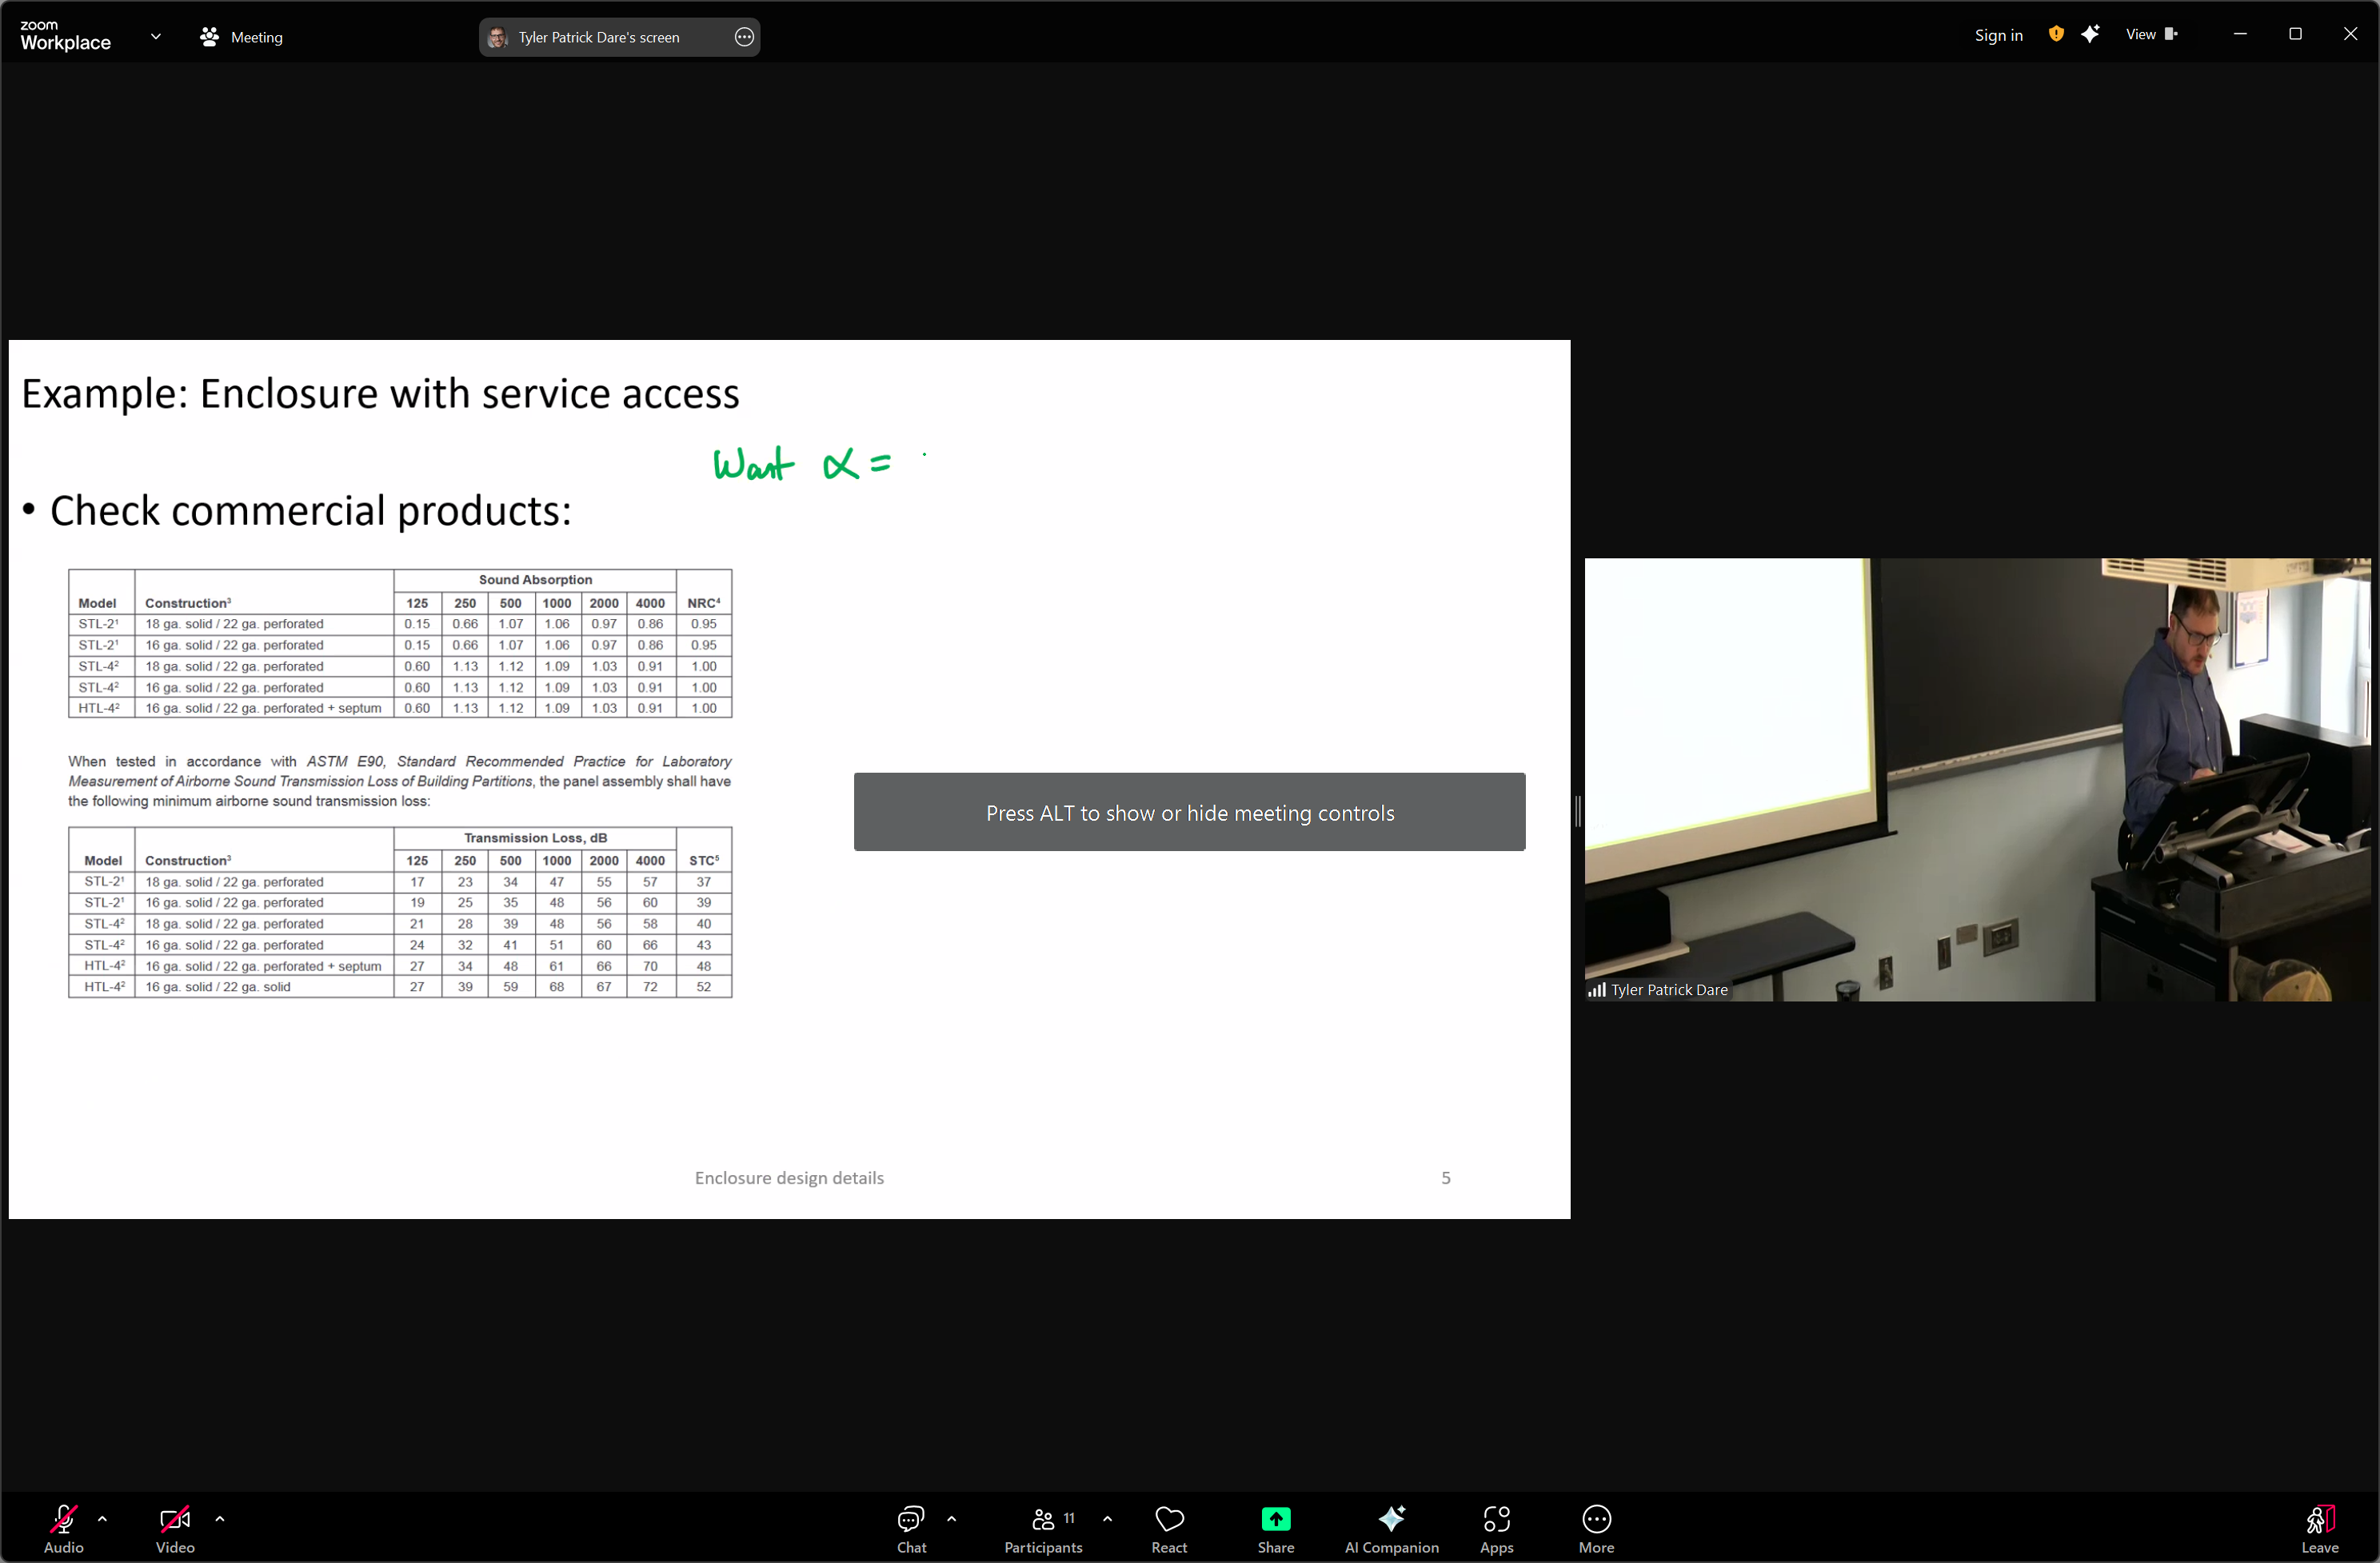 zoom
Workplace
Meeting
Tyler Patrick Dare's screen
Sign in
View
Example: Enclosure with service access
Want α =
• Check commercial products:
Sound Absorption
Model Construction³ 125 250 500 1000 2000 4000 NRC⁴
STL-2¹ 18 ga. solid / 22 ga. perforated 0.15 0.66 1.07 1.06 0.97 0.86 0.95
STL-2¹ 16 ga. solid / 22 ga. perforated 0.15 0.66 1.07 1.06 0.97 0.86 0.95
STL-4² 18 ga. solid / 22 ga. perforated 0.60 1.13 1.12 1.09 1.03 0.91 1.00
STL-4² 16 ga. solid / 22 ga. perforated 0.60 1.13 1.12 1.09 1.03 0.91 1.00
HTL-4² 16 ga. solid / 22 ga. perforated + septum 0.60 1.13 1.12 1.09 1.03 0.91 1.00
When tested in accordance with ASTM E90, Standard Recommended Practice for Laboratory
Measurement of Airborne Sound Transmission Loss of Building Partitions, the panel assembly shall have
the following minimum airborne sound transmission loss:
Transmission Loss, dB
Model Construction³ 125 250 500 1000 2000 4000 STC⁵
STL-2¹ 18 ga. solid / 22 ga. perforated 17 23 34 47 55 57 37
STL-2¹ 16 ga. solid / 22 ga. perforated 19 25 35 48 56 60 39
STL-4² 18 ga. solid / 22 ga. perforated 21 28 39 48 56 58 40
STL-4² 16 ga. solid / 22 ga. perforated 24 32 41 51 60 66 43
HTL-4² 16 ga. solid / 22 ga. perforated + septum 27 34 48 61 66 70 48
HTL-4² 16 ga. solid / 22 ga. solid 27 39 59 68 67 72 52
Press ALT to show or hide meeting controls
Enclosure design details
5
Tyler Patrick Dare
Audio
Video
Chat
11
Participants
React
Share
AI Companion
Apps
More
Leave